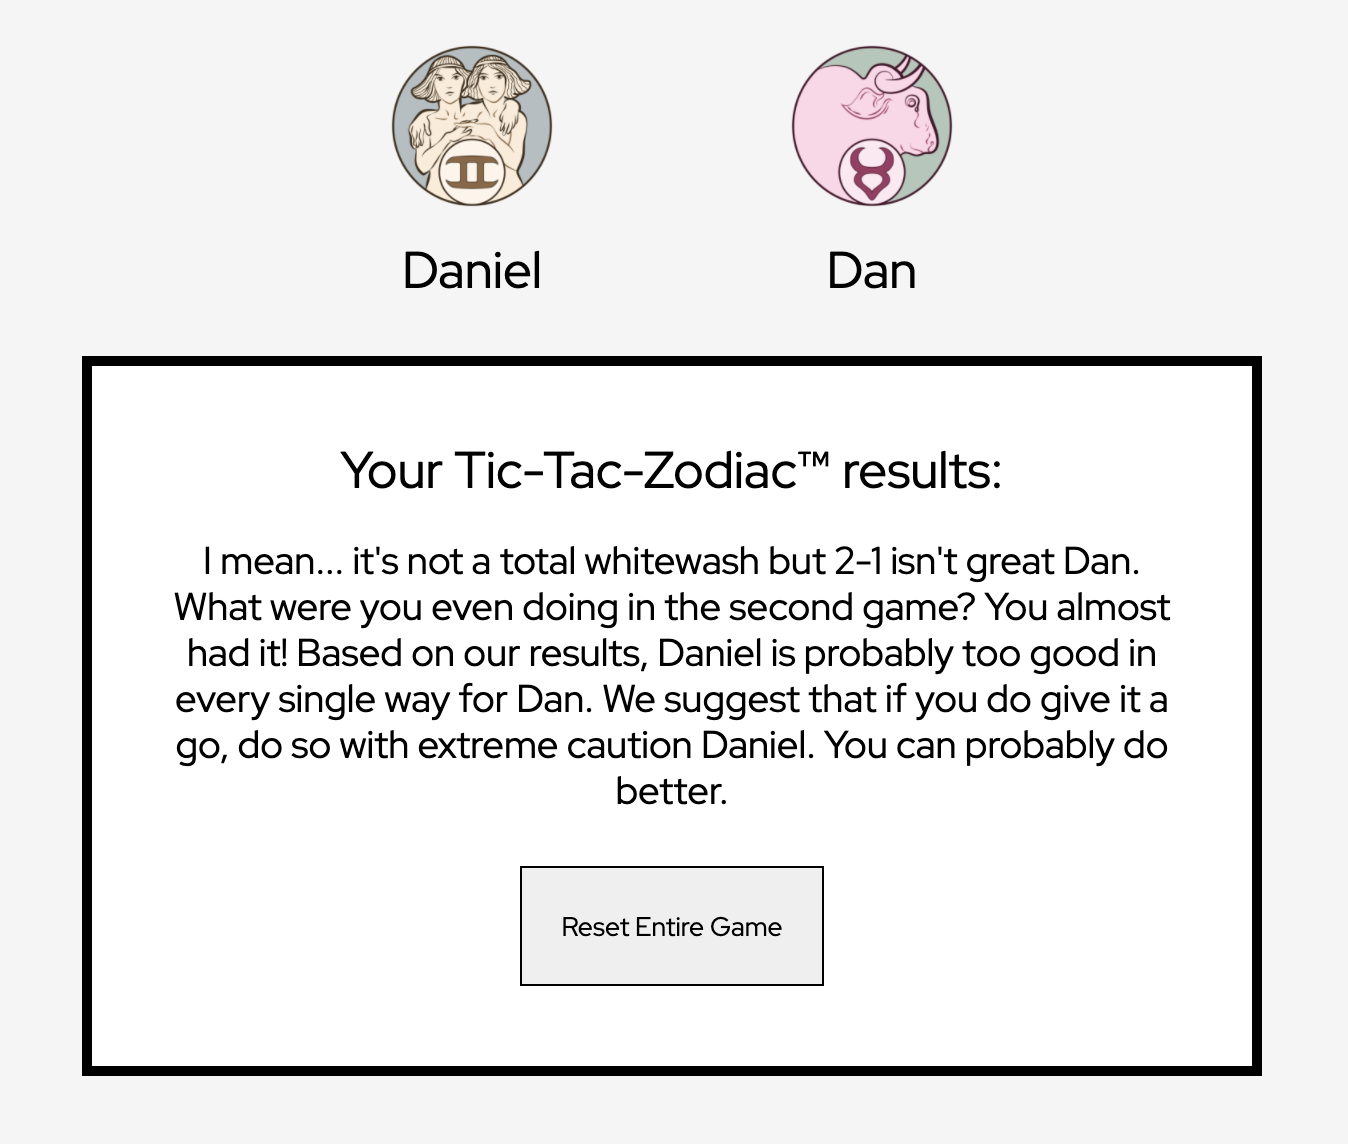 Daniel
Dan
Your Tic-Tac-Zodiac™ results:
I mean... it's not a total whitewash but 2-1 isn't great Dan.
What were you even doing in the second game? You almost
had it! Based on our results, Daniel is probably too good in
every single way for Dan. We suggest that if you do give it a
go, do so with extreme caution Daniel. You can probably do
better.
Reset Entire Game